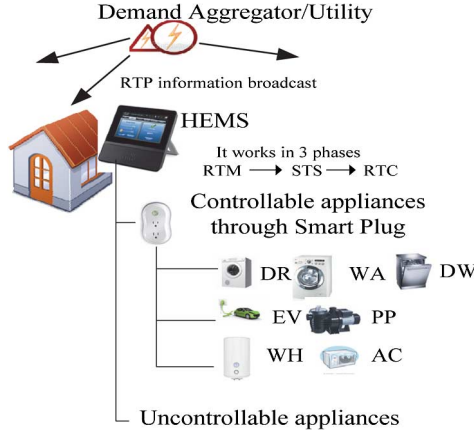 Demand Aggregator/Utility
RTP information broadcast
HEMS
It works in 3 phases
RTM STS RTC
Controllable appliances
through Smart Plug
DR WA DW
EV PP
WH AC
Uncontrollable appliances